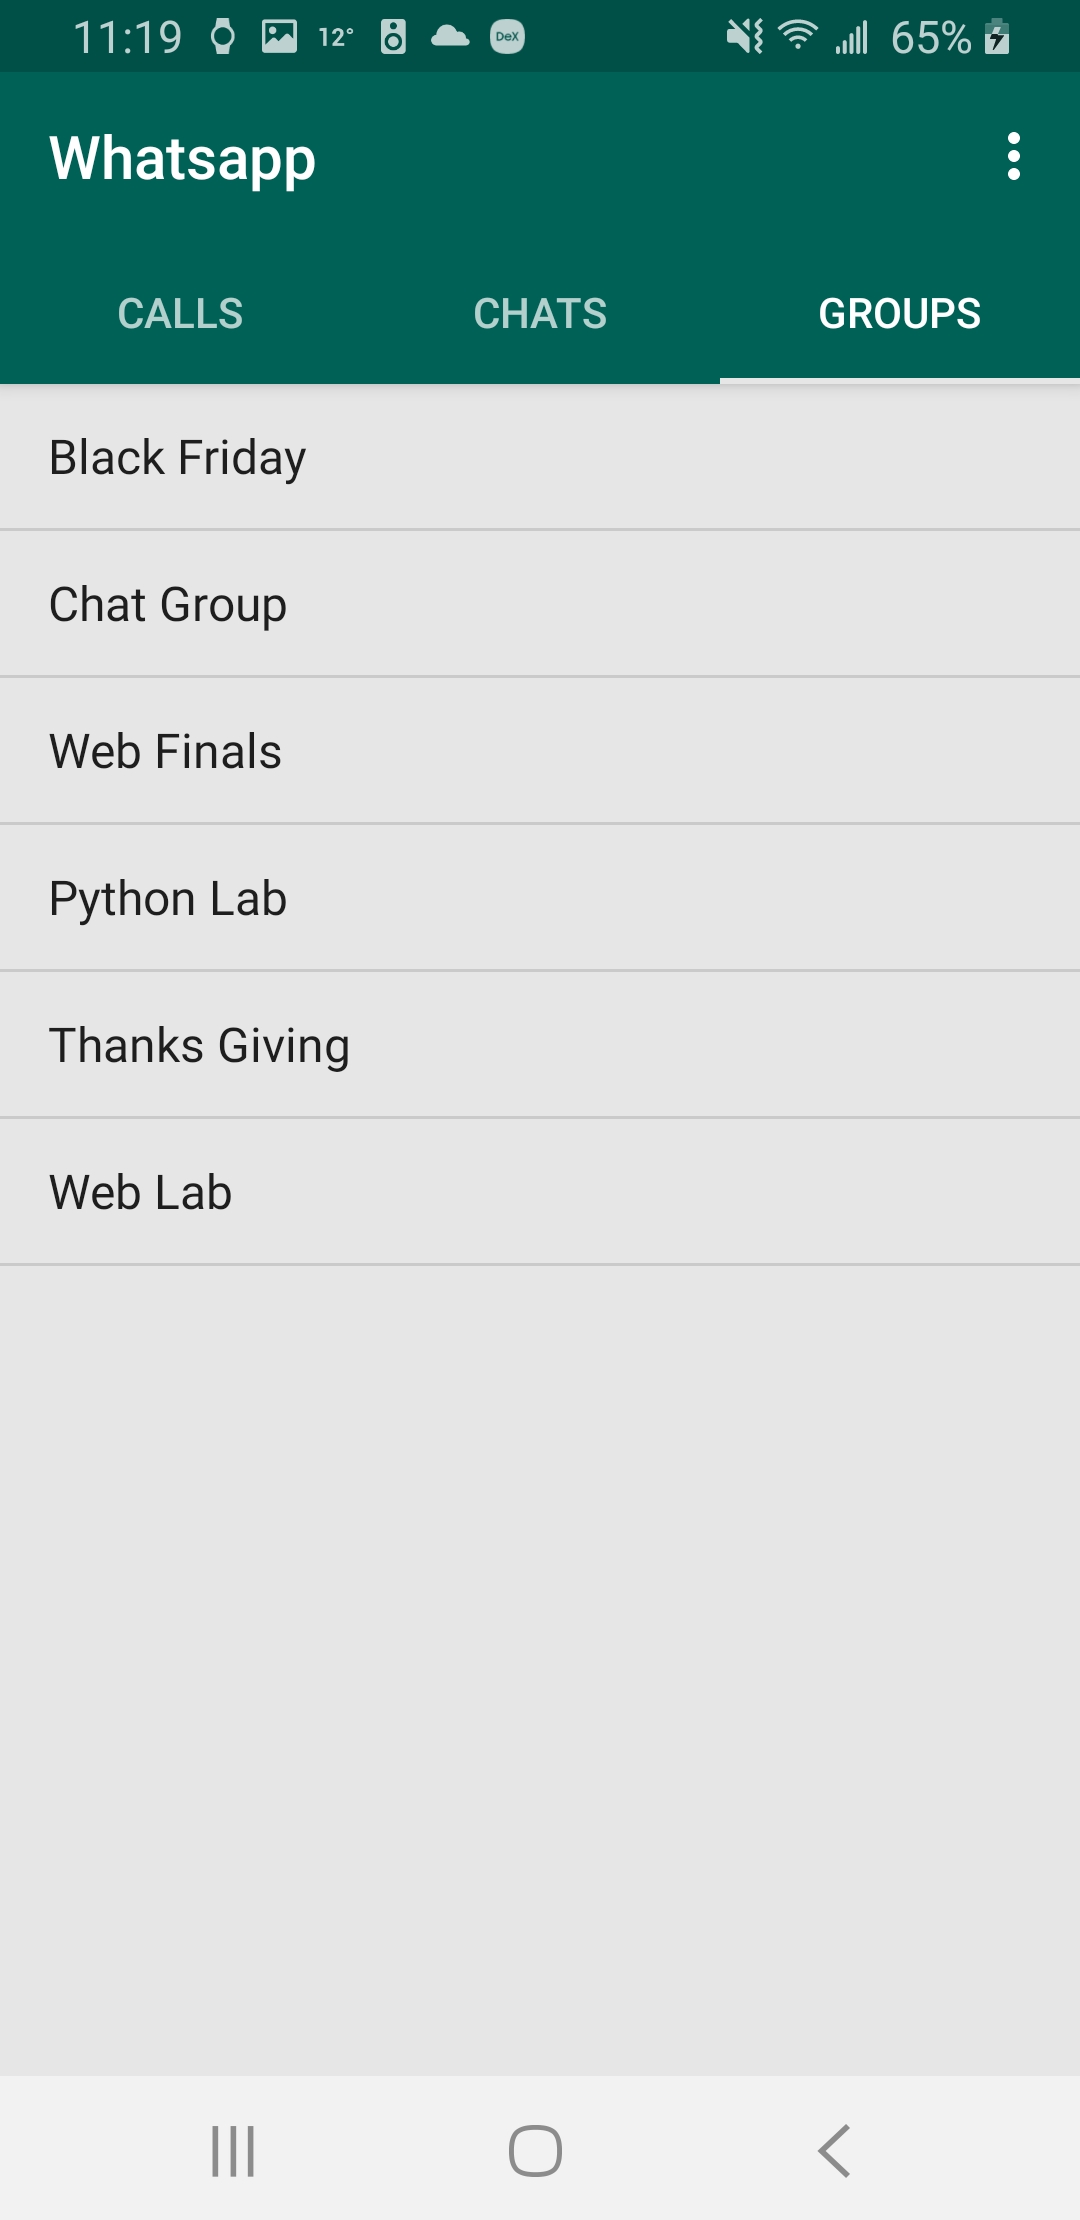 11:19 12° DeX 65%
Whatsapp
CALLS CHATS GROUPS
Black Friday
Chat Group
Web Finals
Python Lab
Thanks Giving
Web Lab